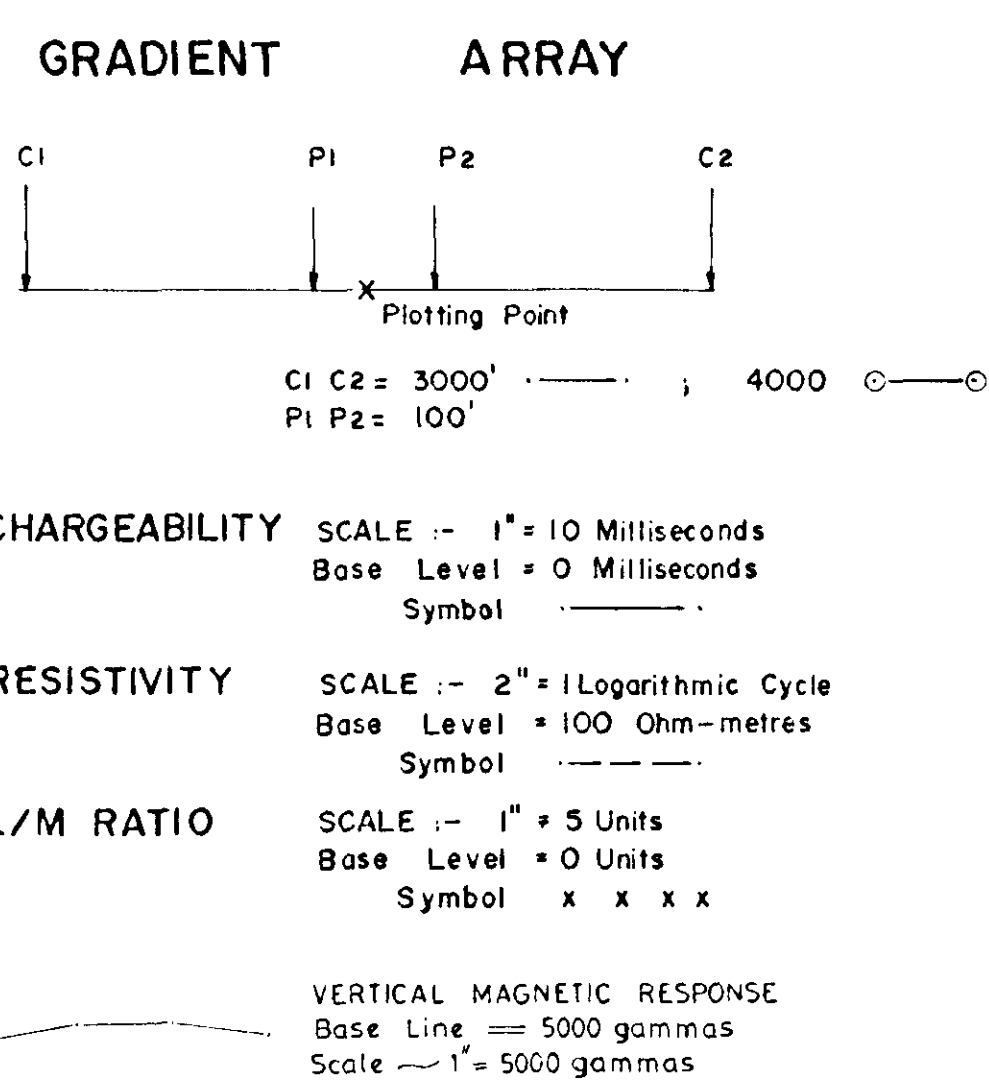 GRADIENT ARRAY
C1 P1 P2 C2
x
Plotting Point
C1 C2 = 3000' ; 4000
P1 P2 = 100'
CHARGEABILITY SCALE :- 1" = 10 Milliseconds
Base Level = 0 Milliseconds
Symbol
RESISTIVITY SCALE :- 2" = 1 Logarithmic Cycle
Base Level = 100 Ohm-metres
Symbol
L/M RATIO SCALE :- 1" = 5 Units
Base Level = 0 Units
Symbol x x x x
VERTICAL MAGNETIC RESPONSE
Base Line = 5000 gammas
Scale ~ 1" = 5000 gammas